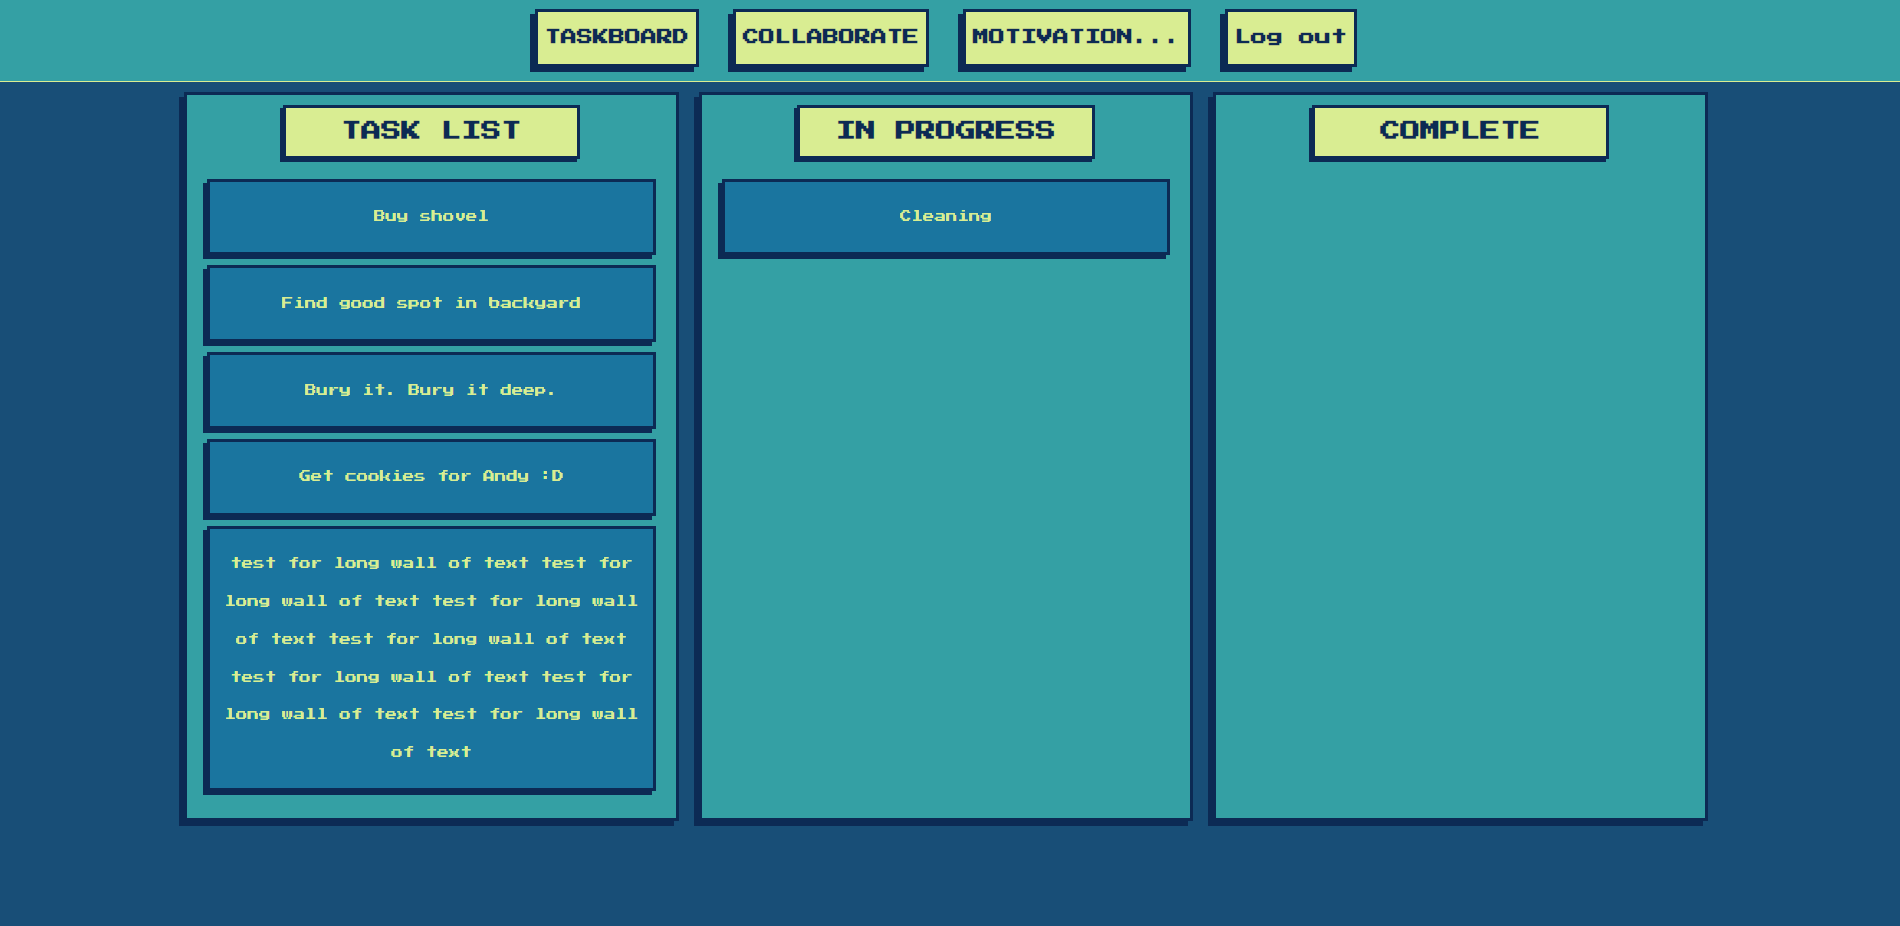 TASKBOARD COLLABORATE MOTIVATION... Log out
TASK LIST
Buy shovel
Find good spot in backyard
Bury it. Bury it deep.
Get cookies for Andy :D
test for long wall of text test for
long wall of text test for long wall
of text test for long wall of text
test for long wall of text test for
long wall of text test for long wall
of text
IN PROGRESS
Cleaning
COMPLETE